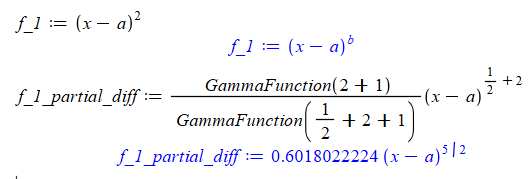 f_1 := (x − a)^2
f_1 := (x − a)^b
f_1_partial_diff := GammaFunction(2 + 1) / GammaFunction(1/2 + 2 + 1) (x − a)^(1/2 + 2)
f_1_partial_diff := 0.6018022224 (x − a)^5|2